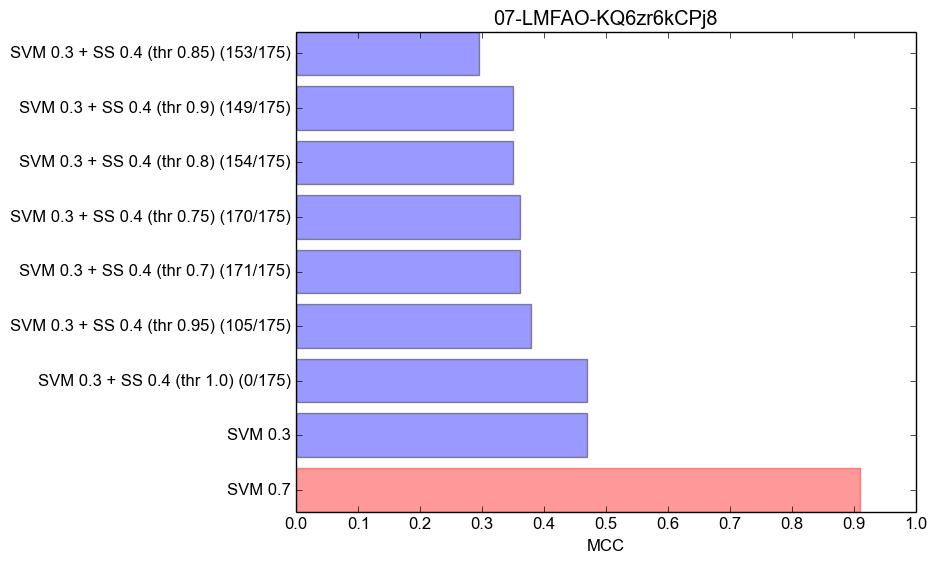 07-LMFAO-KQ6zr6kCPj8
SVM 0.3 + SS 0.4 (thr 0.85) (153/175)
SVM 0.3 + SS 0.4 (thr 0.9) (149/175)
SVM 0.3 + SS 0.4 (thr 0.8) (154/175)
SVM 0.3 + SS 0.4 (thr 0.75) (170/175)
SVM 0.3 + SS 0.4 (thr 0.7) (171/175)
SVM 0.3 + SS 0.4 (thr 0.95) (105/175)
SVM 0.3 + SS 0.4 (thr 1.0) (0/175)
SVM 0.3
SVM 0.7
0.0 0.1 0.2 0.3 0.4 0.5 0.6 0.7 0.8 0.9 1.0
MCC